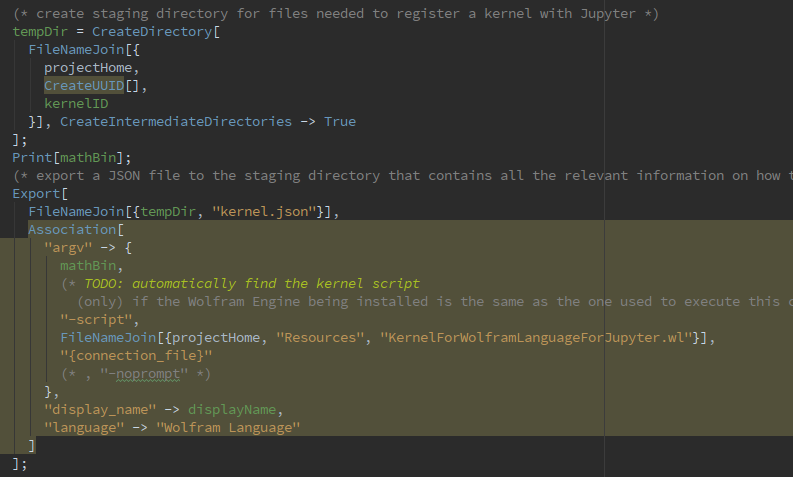 (* create staging directory for files needed to register a kernel with Jupyter *)
tempDir = CreateDirectory[
FileNameJoin[{
projectHome,
CreateUUID[],
kernelID
}], CreateIntermediateDirectories -> True
];
Print[mathBin];
(* export a JSON file to the staging directory that contains all the relevant information on how
Export[
FileNameJoin[{tempDir, "kernel.json"}],
Association[
"argv" -> {
mathBin,
(* TODO: automatically find the kernel script
(only) if the Wolfram Engine being installed is the same as the one used to execute this
"-script",
FileNameJoin[{projectHome, "Resources", "KernelForWolframLanguageForJupyter.wl"}],
"{connection_file}"
(* , "-noprompt" *)
},
"display_name" -> displayName,
"language" -> "Wolfram Language"
]
];